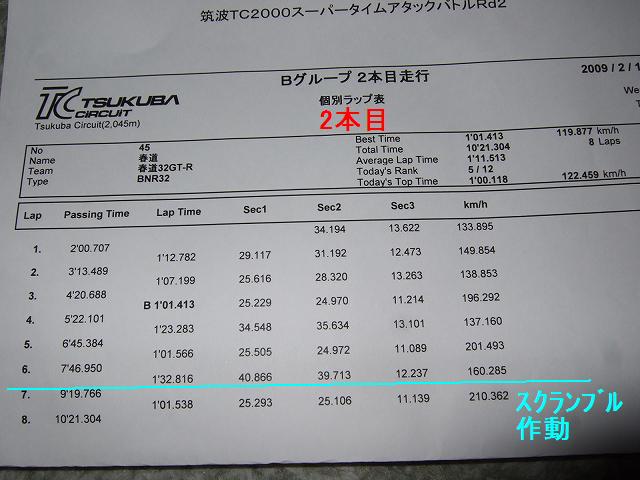 筑波TC2000スーパータイムアタックバトルRd2
Bグループ 2本目走行
2009/2/1
TC TSUKUBA CIRCUIT
個別ラップ表
Tsukuba Circuit(2,045m)
2本目
We
No 45
Name 春道
Team 春道32GT-R
Type BNR32
Best Time 1'01.413 119.877 km/h
Total Time 10'21.304 8 Laps
Average Lap Time 1'11.513
Today's Rank 5 / 12
Today's Top Time 1'00.118 122.459 km/h
Lap Passing Time Lap Time Sec1 Sec2 Sec3 km/h
34.194 13.622 133.895
1. 2'00.707
1'12.782 29.117 31.192 12.473 149.854
2. 3'13.489
1'07.199 25.616 28.320 13.263 138.853
3. 4'20.688
B 1'01.413 25.229 24.970 11.214 196.292
4. 5'22.101
1'23.283 34.548 35.634 13.101 137.160
5. 6'45.384
1'01.566 25.505 24.972 11.089 201.493
6. 7'46.950
1'32.816 40.866 39.713 12.237 160.285
7. 9'19.766
1'01.538 25.293 25.106 11.139 210.362
8. 10'21.304
ｽｸﾗﾝﾌﾞﾙ
作動